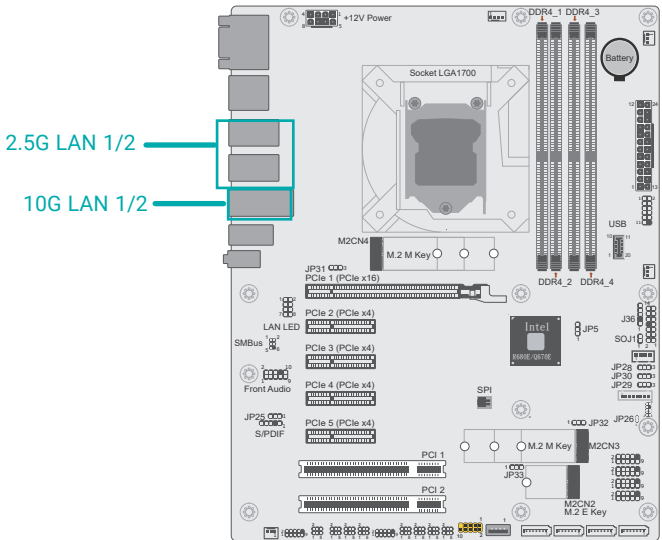 +12V Power
DDR4_1 DDR4_3
Battery
Socket LGA1700
2.5G LAN 1/2
10G LAN 1/2
USB
M2CN4
M.2 M Key
JP31
PCIe 1 (PCIe x16)
DDR4_2 DDR4_4
PCIe 2 (PCIe x4)
LAN LED
SMBus
Intel
R680E/Q670E
JP5
J36
SOJ1
PCIe 3 (PCIe x4)
JP28
JP30
JP29
PCIe 4 (PCIe x4)
Front Audio
SPI
JP26
JP25
S/PDIF
PCIe 5 (PCIe x4)
JP32
M.2 M Key
M2CN3
PCI 1
JP33
PCI 2
M2CN2
M.2 E Key